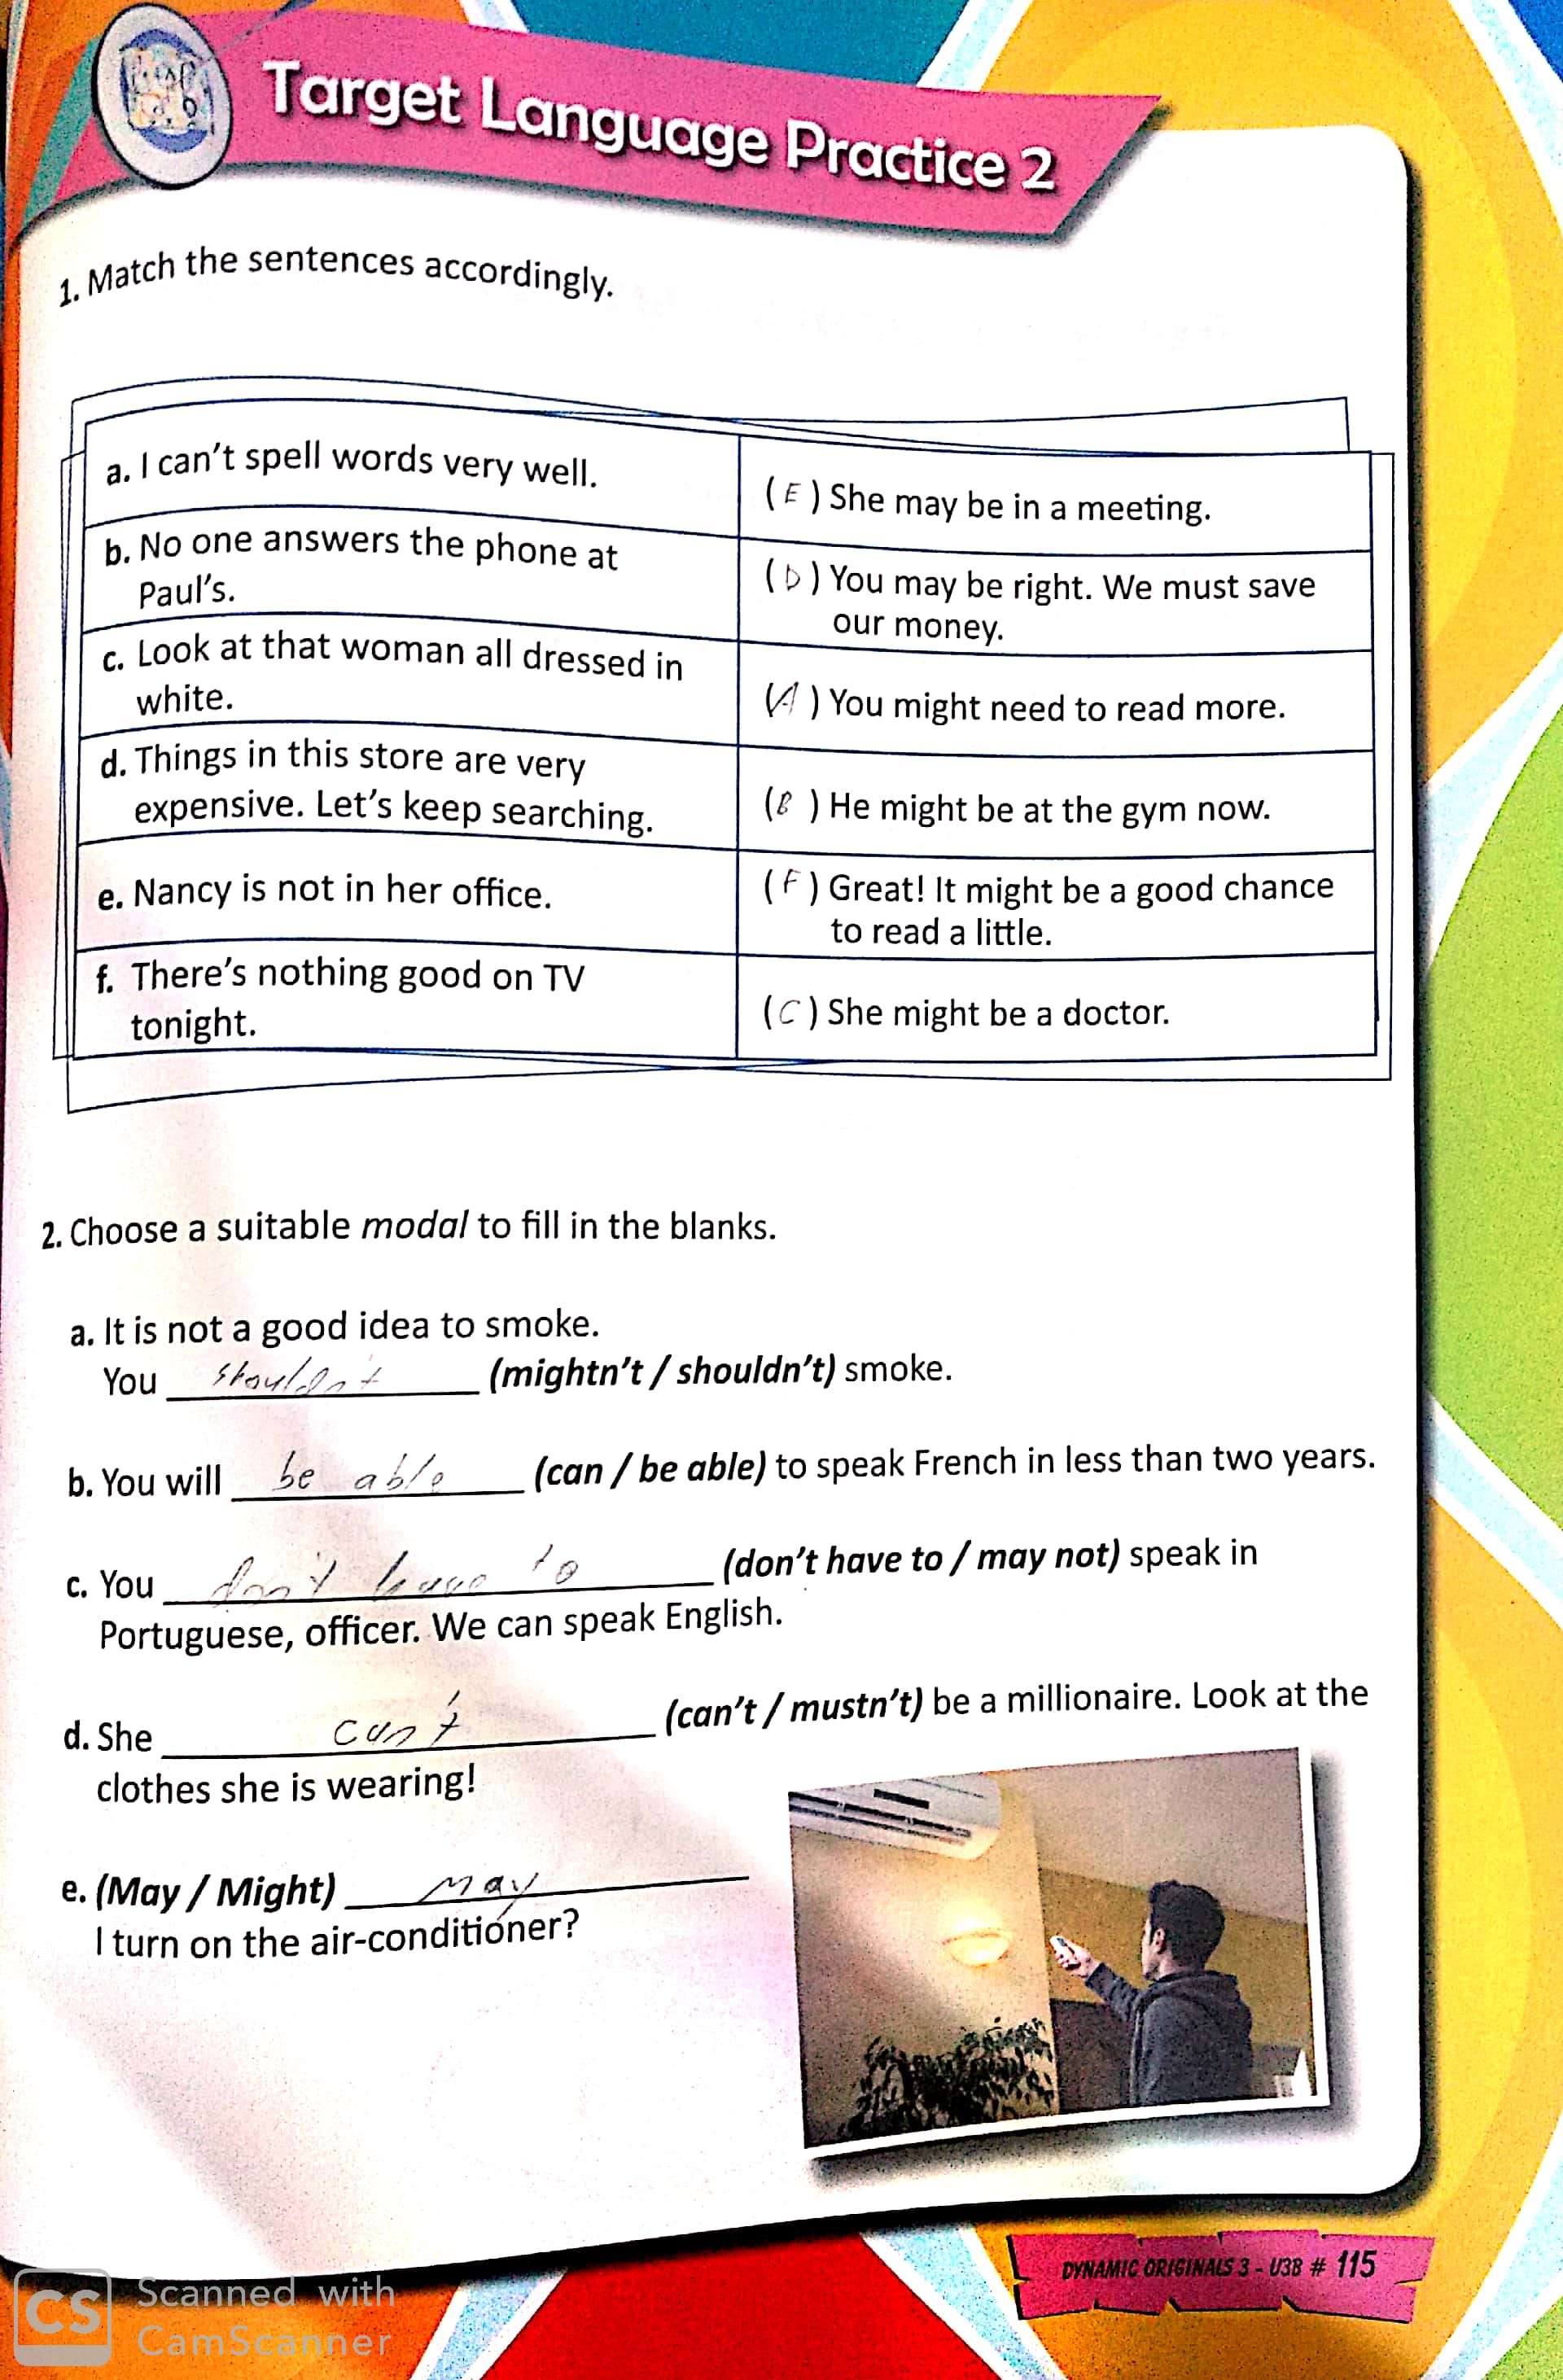 Target Language Practice 2
1. Match the sentences accordingly.
a. I can't spell words very well.
(E) She may be in a meeting.
b. No one answers the phone at
Paul's.
(D) You may be right. We must save
our money.
c. Look at that woman all dressed in
white.
(A) You might need to read more.
d. Things in this store are very
expensive. Let's keep searching.
(B) He might be at the gym now.
e. Nancy is not in her office.
(F) Great! It might be a good chance
to read a little.
f. There's nothing good on TV
tonight.
(C) She might be a doctor.
2. Choose a suitable modal to fill in the blanks.
a. It is not a good idea to smoke.
You shouldn't (mightn't / shouldn't) smoke.
b. You will be able (can / be able) to speak French in less than two years.
c. You don't have to (don't have to / may not) speak in
Portuguese, officer. We can speak English.
d. She can't (can't / mustn't) be a millionaire. Look at the
clothes she is wearing!
e. (May / Might) May
I turn on the air-conditioner?
DYNAMIC ORIGINALS 3 - U3B # 115
CS Scanned with
CamScanner